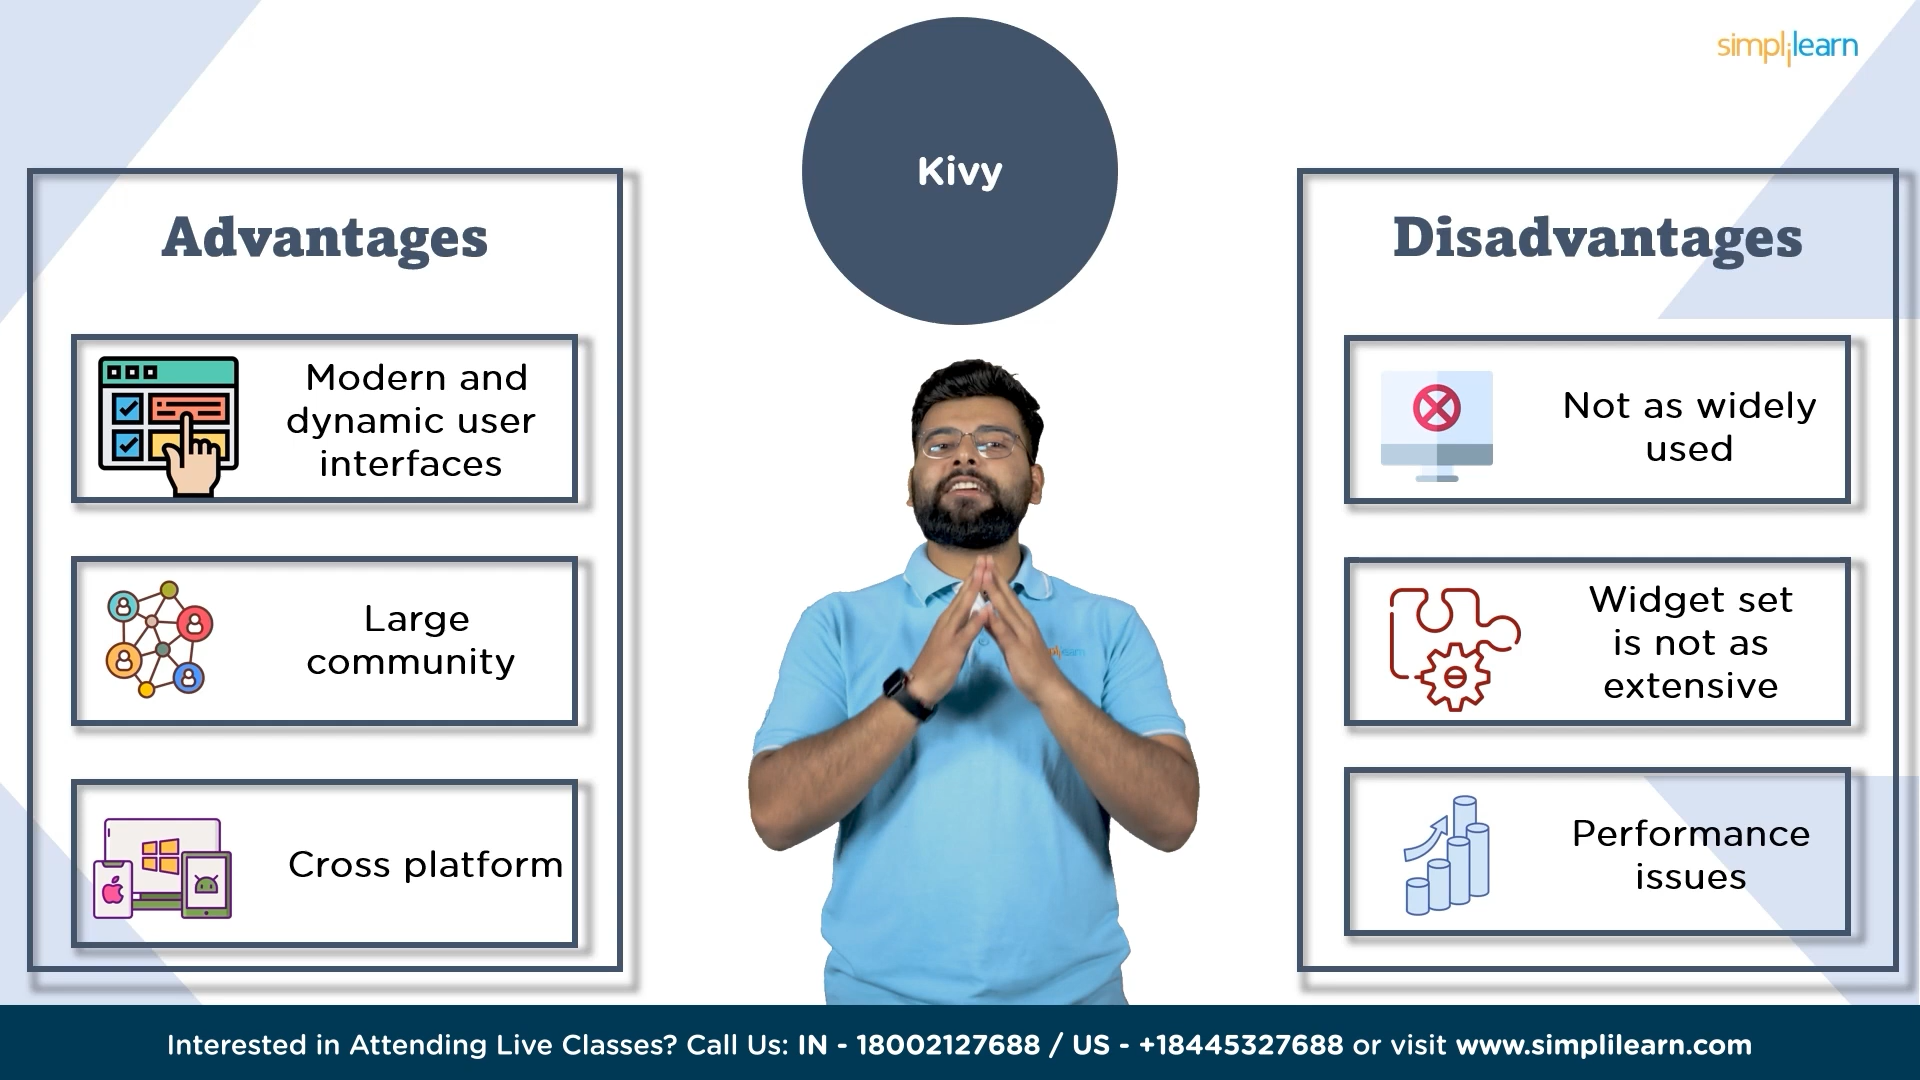 simplilearn
Kivy
Advantages
Modern and
dynamic user
interfaces
Large
community
Cross platform
Disadvantages
Not as widely
used
Widget set
is not as
extensive
Performance
issues
simplilearn
Interested in Attending Live Classes? Call Us: IN - 18002127688 / US - +18445327688 or visit www.simplilearn.com